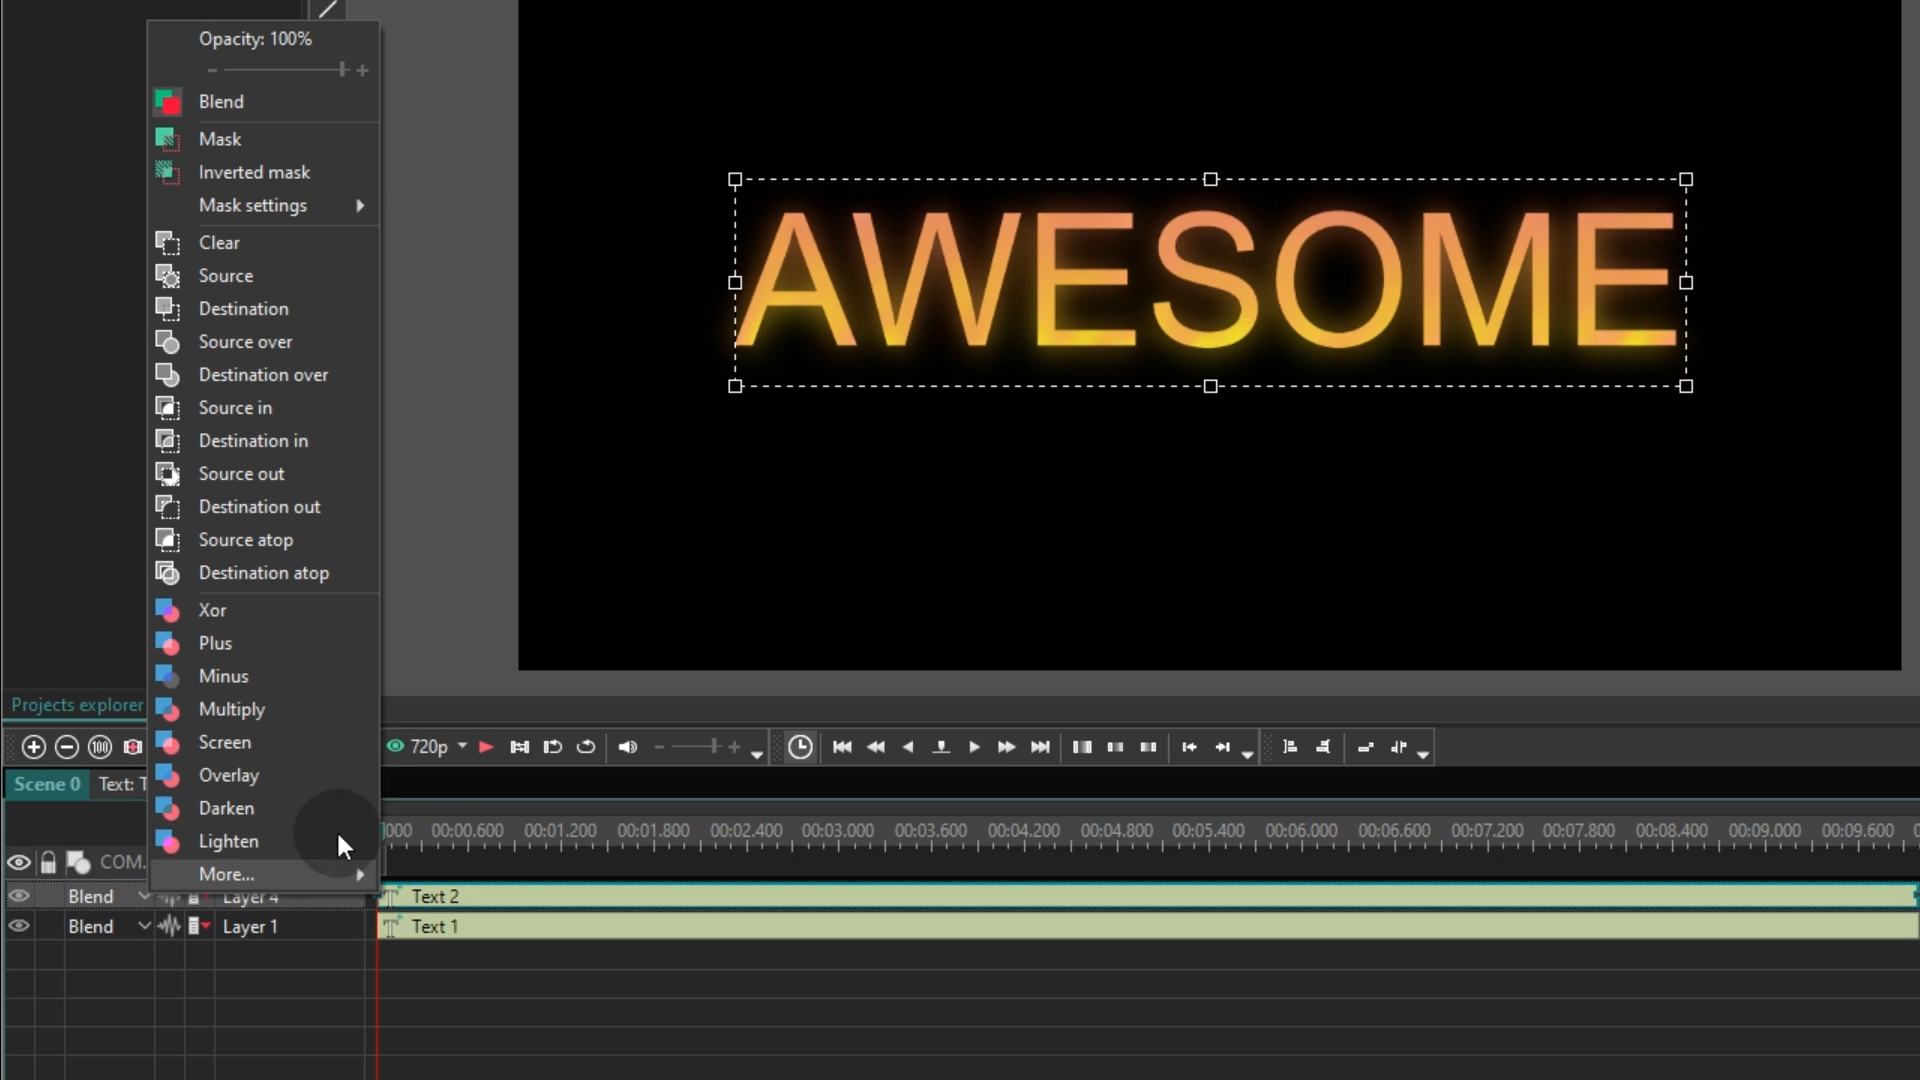 Opacity: 100%
Blend
Mask
Inverted mask
Mask settings
Clear
Source
Destination
Source over
Destination over
Source in
Destination in
Source out
Destination out
Source atop
Destination atop
Xor
Plus
Minus
Multiply
Screen
Overlay
Darken
Lighten
More...
AWESOME
Projects explorer
100
720p
Scene 0
Text: T
000 00:00.600 00:01.200 00:01.800 00:02.400 00:03.000 00:03.600 00:04.200 00:04.800 00:05.400 00:06.000 00:06.600 00:07.200 00:07.800 00:08.400 00:09.000 00:09.600
COM.
Blend Layer 4 Text 2
Blend Layer 1 Text 1